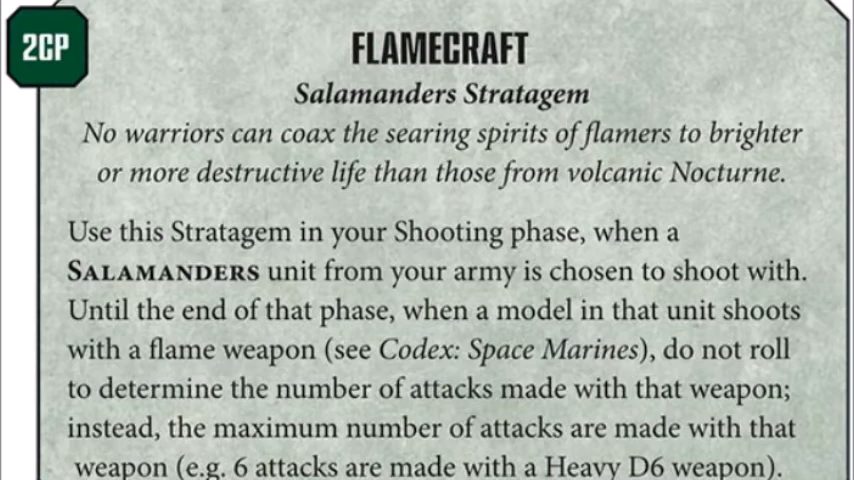 2CP
FLAMECRAFT
Salamanders Stratagem
No warriors can coax the searing spirits of flamers to brighter
or more destructive life than those from volcanic Nocturne.
Use this Stratagem in your Shooting phase, when a
SALAMANDERS unit from your army is chosen to shoot with.
Until the end of that phase, when a model in that unit shoots
with a flame weapon (see Codex: Space Marines), do not roll
to determine the number of attacks made with that weapon;
instead, the maximum number of attacks are made with that
weapon (e.g. 6 attacks are made with a Heavy D6 weapon).